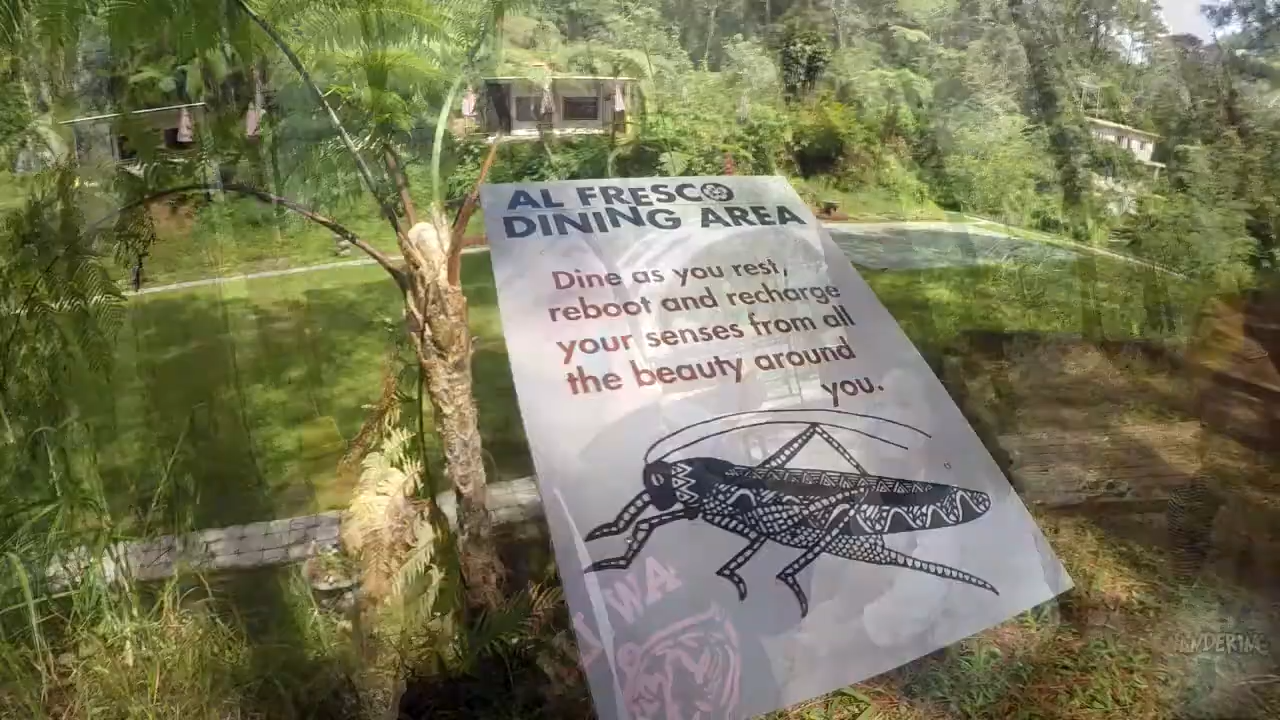 AL FRESCO
DINING AREA
Dine as you rest,
reboot and recharge
your senses from all
the beauty around
you.
WA